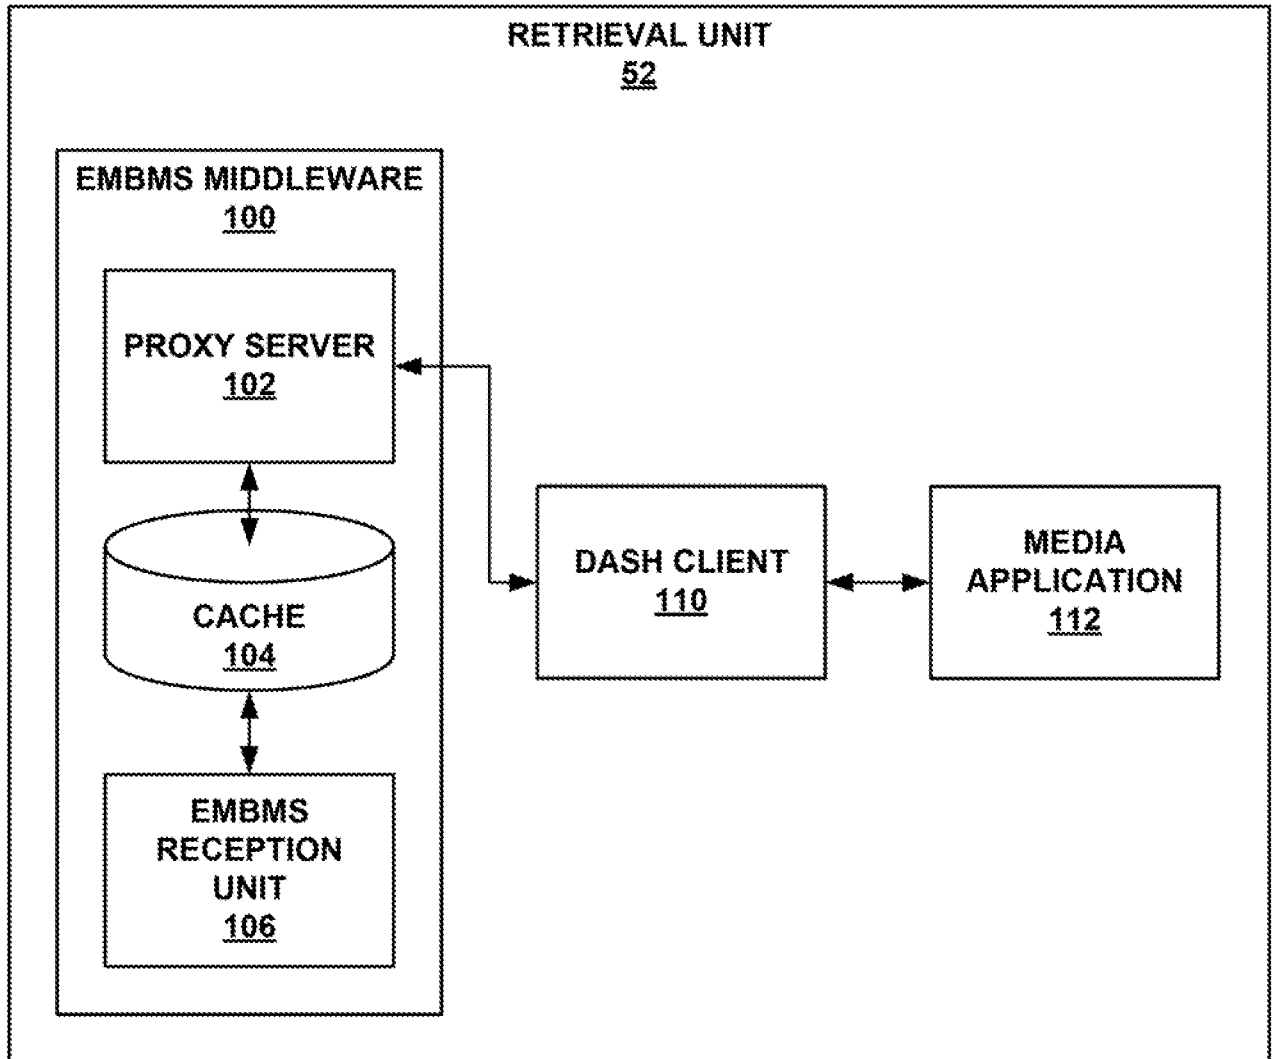 RETRIEVAL UNIT
52
EMBMS MIDDLEWARE
100
PROXY SERVER
102
CACHE
104
EMBMS
RECEPTION
UNIT
106
DASH CLIENT
110
MEDIA
APPLICATION
112